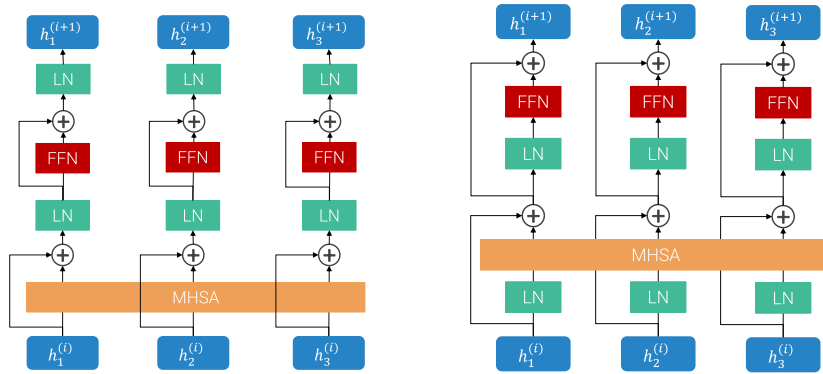 h₁⁽ⁱ⁺¹⁾ h₂⁽ⁱ⁺¹⁾ h₃⁽ⁱ⁺¹⁾
LN LN LN
FFN FFN FFN
LN LN LN
MHSA
h₁⁽ⁱ⁾ h₂⁽ⁱ⁾ h₃⁽ⁱ⁾
h₁⁽ⁱ⁺¹⁾ h₂⁽ⁱ⁺¹⁾ h₃⁽ⁱ⁺¹⁾
FFN FFN FFN
LN LN LN
MHSA
LN LN LN
h₁⁽ⁱ⁾ h₂⁽ⁱ⁾ h₃⁽ⁱ⁾